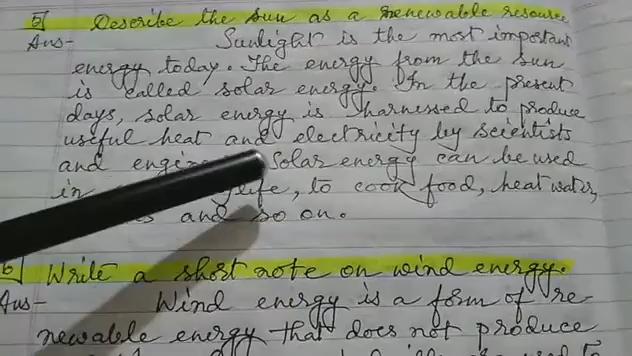 5] Describe the sun as a renewable resource
Ans- Sunlight is the most important
energy today. The energy from the sun
is called solar energy. In the present
days, solar energy is harnessed to produce
useful heat and electricity by scientists
and Solar energy can be used
in life, to cook food, heat water,
and so on.
6] Write a short note on wind energy.
Ans- Wind energy is a form of re-
newable energy that does not produce